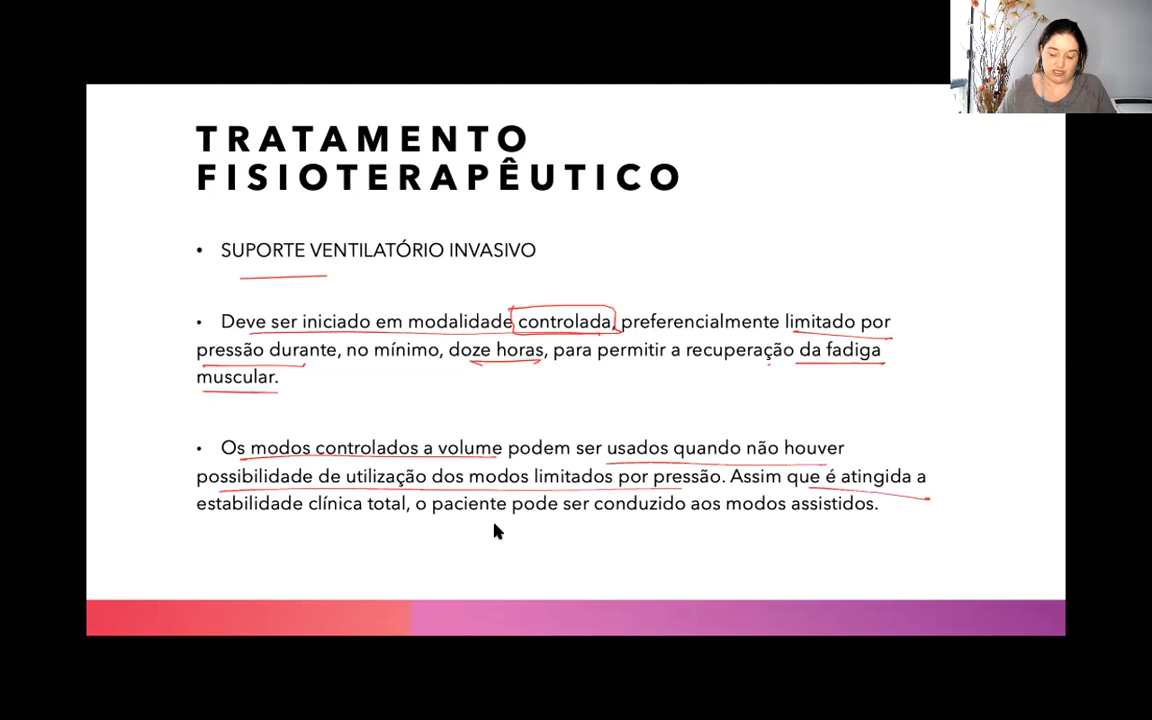 TRATAMENTO
FISIOTERAPÊUTICO
• SUPORTE VENTILATÓRIO INVASIVO
• Deve ser iniciado em modalidade controlada, preferencialmente limitado por
pressão durante, no mínimo, doze horas, para permitir a recuperação da fadiga
muscular.
• Os modos controlados a volume podem ser usados quando não houver
possibilidade de utilização dos modos limitados por pressão. Assim que é atingida a
estabilidade clínica total, o paciente pode ser conduzido aos modos assistidos.